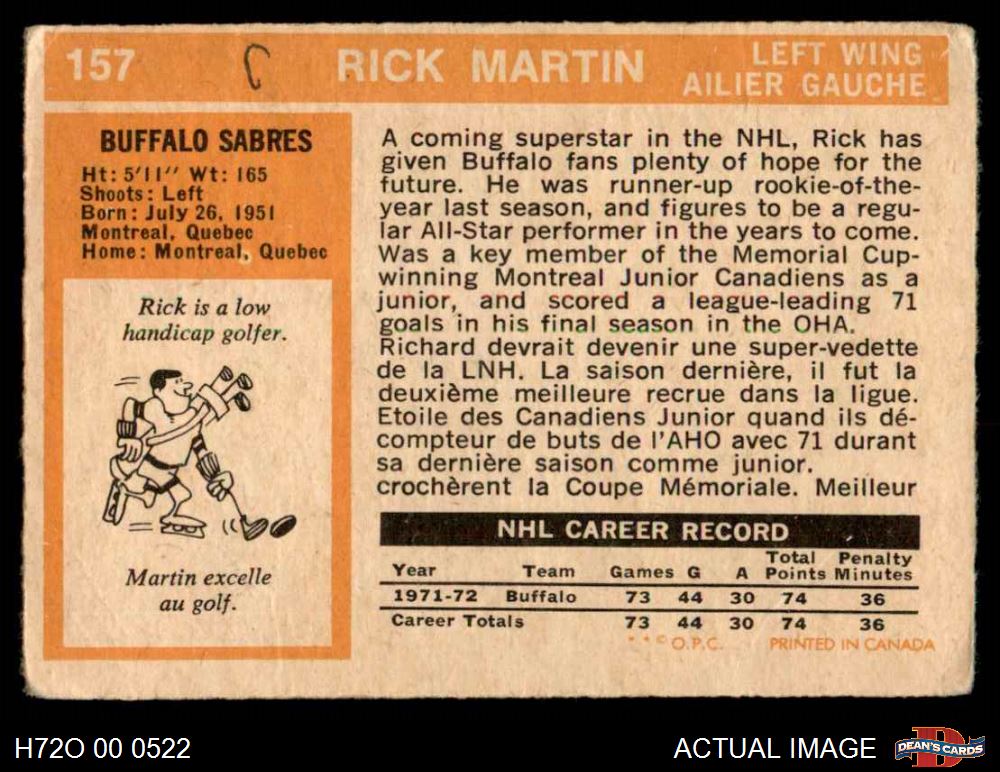 157
RICK MARTIN
LEFT WING
AILIER GAUCHE
BUFFALO SABRES
Ht: 5'11'' Wt: 165
Shoots: Left
Born: July 26, 1951
Montreal, Quebec
Home: Montreal, Quebec
Rick is a low
handicap golfer.
Martin excelle
au golf.
A coming superstar in the NHL, Rick has
given Buffalo fans plenty of hope for the
future. He was runner-up rookie-of-the-
year last season, and figures to be a regu-
lar All-Star performer in the years to come.
Was a key member of the Memorial Cup-
winning Montreal Junior Canadiens as a
junior, and scored a league-leading 71
goals in his final season in the OHA.
Richard devrait devenir une super-vedette
de la LNH. La saison dernière, il fut la
deuxième meilleure recrue dans la ligue.
Etoile des Canadiens Junior quand ils dé-
compteur de buts de l'AHO avec 71 durant
sa dernière saison comme junior.
crochèrent la Coupe Mémoriale. Meilleur
NHL CAREER RECORD
Year Team Games G A Total Points Penalty Minutes
1971-72 Buffalo 73 44 30 74 36
Career Totals 73 44 30 74 36
* * © O.P.C. PRINTED IN CANADA
H72O 00 0522
ACTUAL IMAGE
DEAN'S CARDS